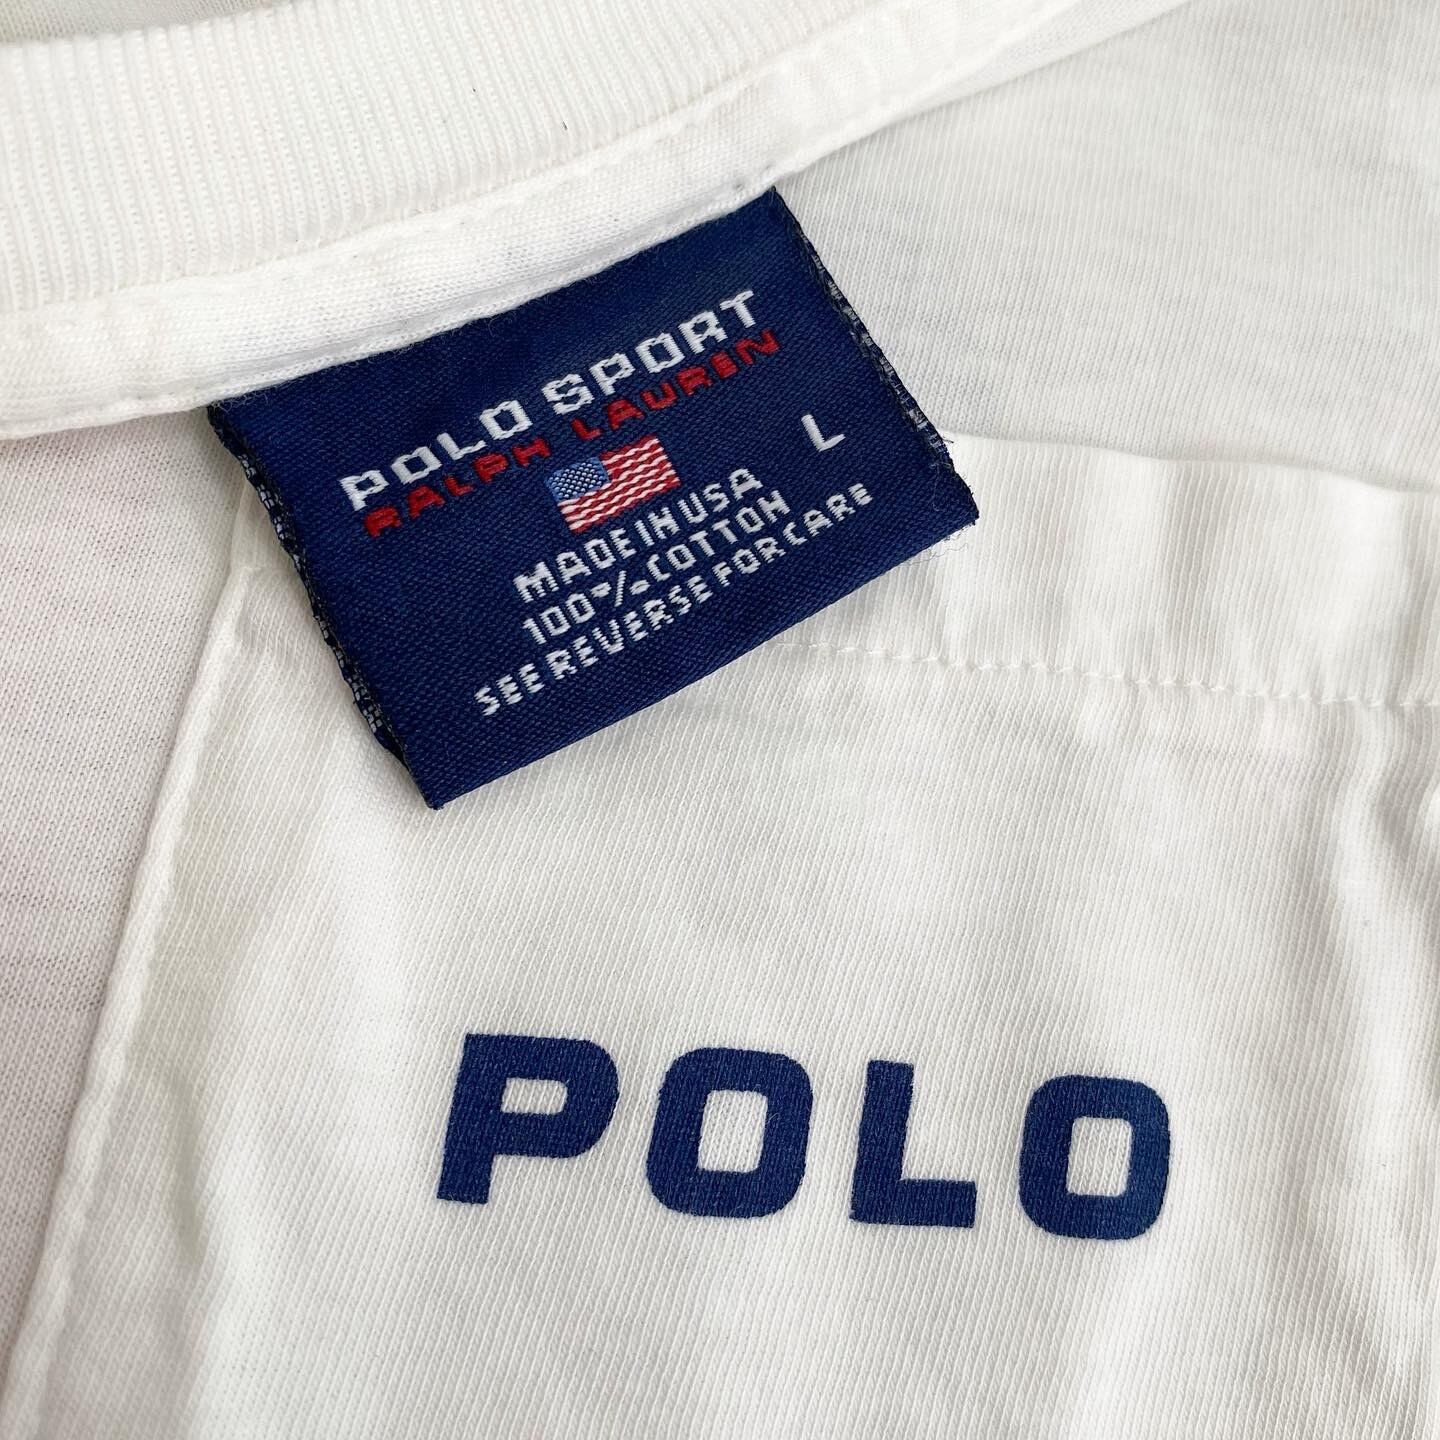 POLO SPORT
RALPH LAUREN
L
MADE IN USA
100% COTTON
SEE REVERSE FOR CARE
POLO